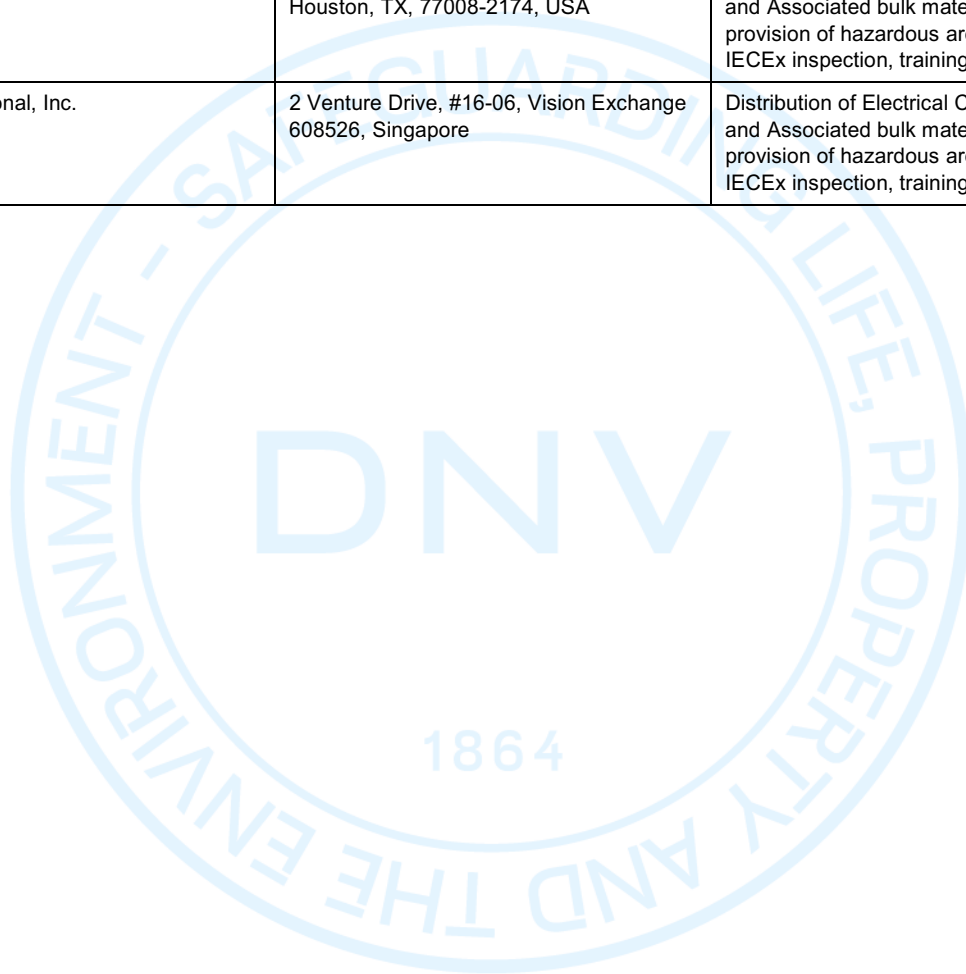 Houston, TX, 77008-2174, USA
and Associated bulk mate
provision of hazardous ar
IECEx inspection, training
onal, Inc.
2 Venture Drive, #16-06, Vision Exchange
608526, Singapore
Distribution of Electrical C
and Associated bulk mate
provision of hazardous ar
IECEx inspection, training
SAFEGUARDING LIFE, PROPERTY AND THE ENVIRONMENT -
DNV
1864